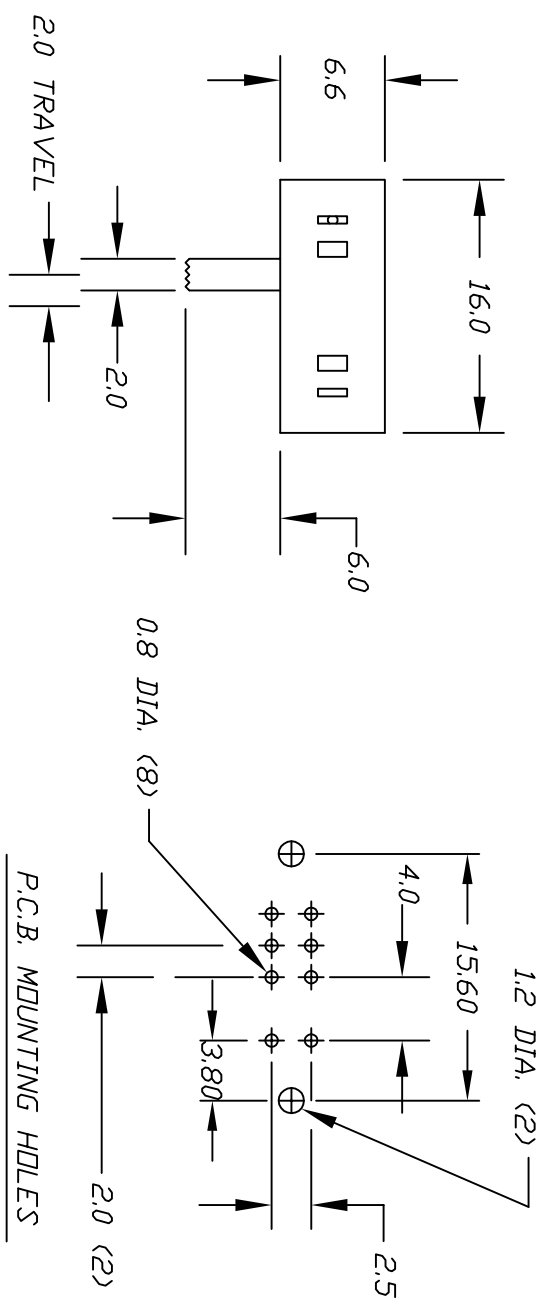 16.0
6.6
6.0
2.0
2.0 TRAVEL
1.2 DIA. (2)
15.60
4.0
2.5
3.80
0.8 DIA. (8)
2.0 (2)
P.C.B. MOUNTING HOLES